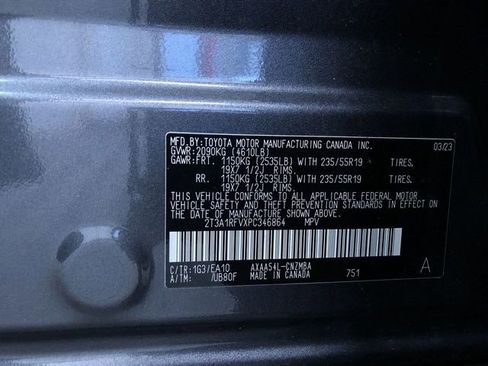 MFD.BY:TOYOTA MOTOR MANUFACTURING CANADA INC.
GVWR: 2090KG (4610LB) 03/23
GAWR:FRT. 1150KG (2535LB) WITH 235/55R19 TIRES,
19X7 1/2J RIMS.
RR. 1150KG (2535LB) WITH 235/55R19 TIRES,
19X7 1/2J RIMS.
THIS VEHICLE CONFORMS TO ALL APPLICABLE FEDERAL MOTOR
VEHICLE SAFETY AND THEFT PREVENTION STANDARDS IN EFFECT ON
THE DATE OF MANUFACTURE SHOWN ABOVE.
2T3A1RFVXPC346864 MPV
C/TR:1G3/EA10 AXAA54L-CNZMBA A
A/TM: /UB80F MADE IN CANADA 751